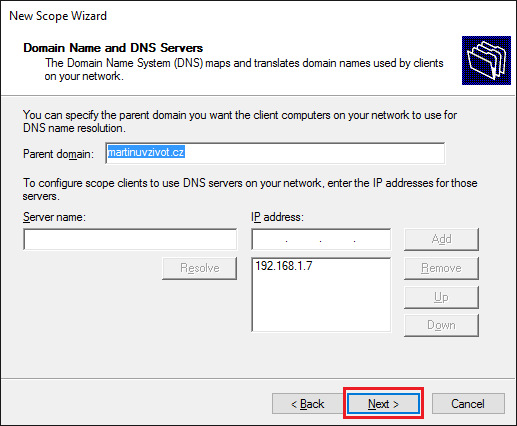 New Scope Wizard
Domain Name and DNS Servers
The Domain Name System (DNS) maps and translates domain names used by clients
on your network.
You can specify the parent domain you want the client computers on your network to use for
DNS name resolution.
Parent domain: martinuvzivot.cz
To configure scope clients to use DNS servers on your network, enter the IP addresses for those
servers.
Server name: IP address:
. . . Add
Resolve 192.168.1.7 Remove
Up
Down
< Back Next > Cancel